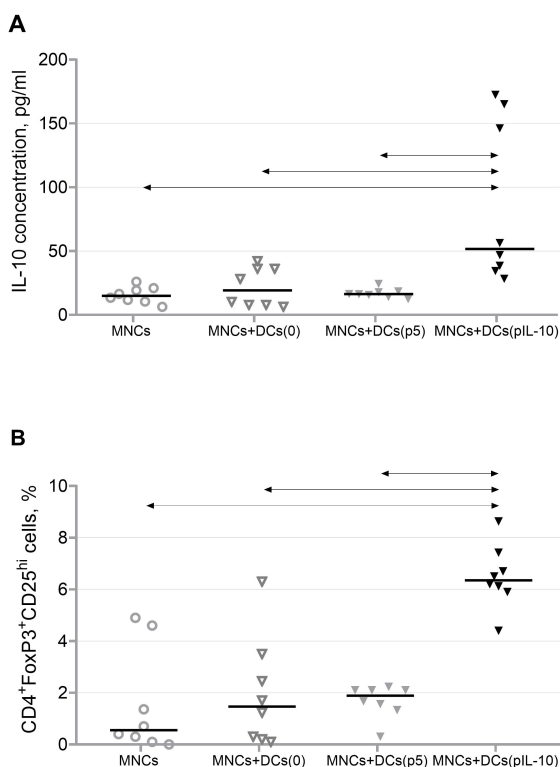 A
IL-10 concentration, pg/ml
200
150
100
50
0
MNCs MNCs+DCs(0) MNCs+DCs(p5) MNCs+DCs(pIL-10)
B
CD4⁺FoxP3⁺CD25ʰⁱ cells, %
10
8
6
4
2
0
MNCs MNCs+DCs(0) MNCs+DCs(p5) MNCs+DCs(pIL-10)